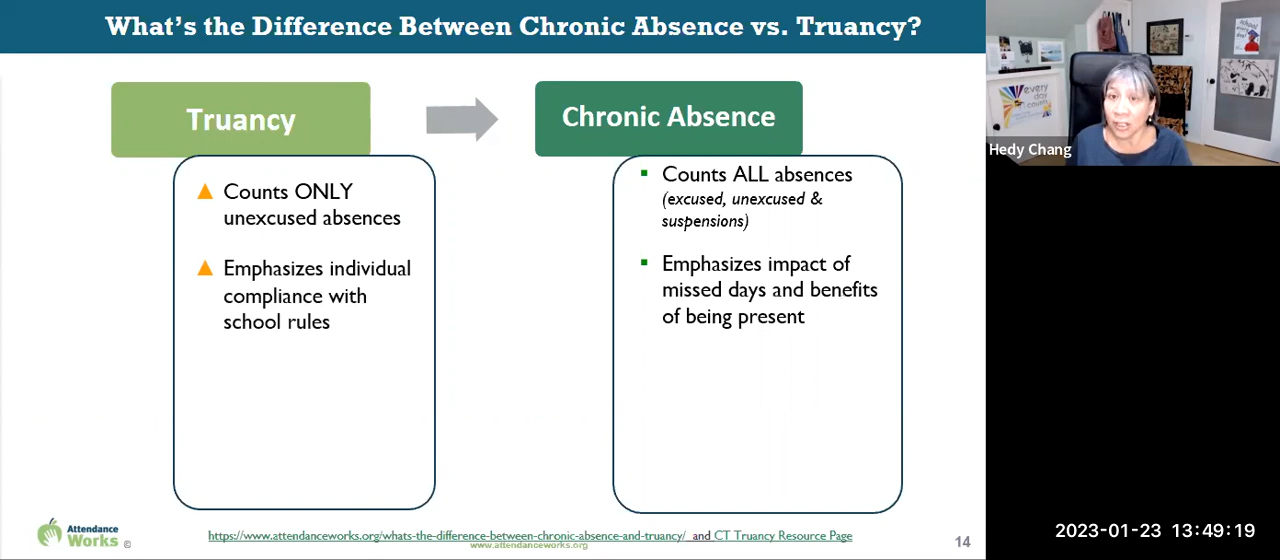 What's the Difference Between Chronic Absence vs. Truancy?
Truancy
Counts ONLY
unexcused absences
Emphasizes individual
compliance with
school rules
Chronic Absence
Counts ALL absences
(excused, unexcused &
suspensions)
Emphasizes impact of
missed days and benefits
of being present
Attendance
Works ©
https://www.attendanceworks.org/whats-the-difference-between-chronic-absence-and-truancy/ and CT Truancy Resource Page
www.attendanceworks.org
14
every
day
counts
Hedy Chang
2023-01-23 13:49:19